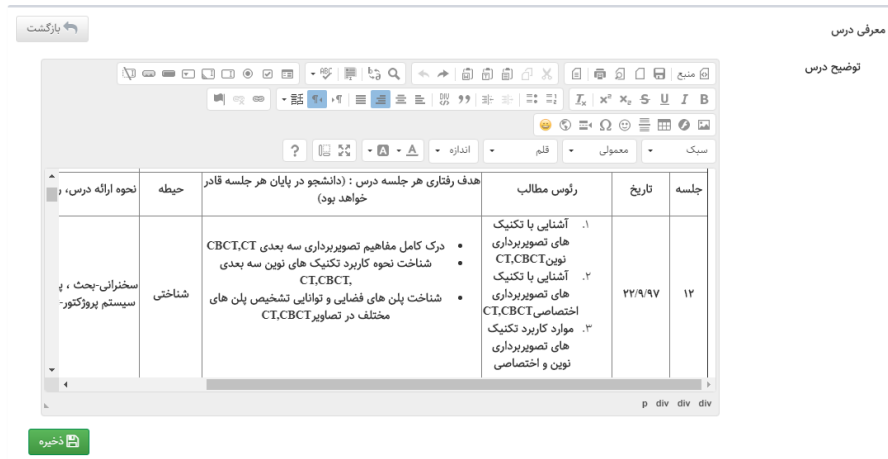 معرفی درس
بازگشت
توضیح درس
منبع
B I U S x₂ x² Tₓ
سبک
معمولی
قلم
اندازه
A A ?
جلسه
تاریخ
رئوس مطالب
هدف رفتاری هر جلسه درس : (دانشجو در پایان هر جلسه قادر
خواهد بود)
حیطه
نحوه ارائه درس، ر
۱۲
۲۲/۹/۹۷
۱. آشنایی با تکنیک
های تصویربرداری
نوینCT,CBCT
۲. آشنایی با تکنیک
های تصویربرداری
اختصاصیCT,CBCT
۳. موارد کاربرد تکنیک
های تصویربرداری
نوین و اختصاصی
• درک کامل مفاهیم تصویربرداری سه بعدی CBCT,CT
• شناخت نحوه کاربرد تکنیک های نوین سه بعدی
CT,CBCT,
• شناخت پلن های فضایی و توانایی تشخیص پلن های
مختلف در تصاویرCT,CBCT
شناختی
سخنرانی-بحث ، پ
سیستم پروژکتور-
p div div div
ذخیره